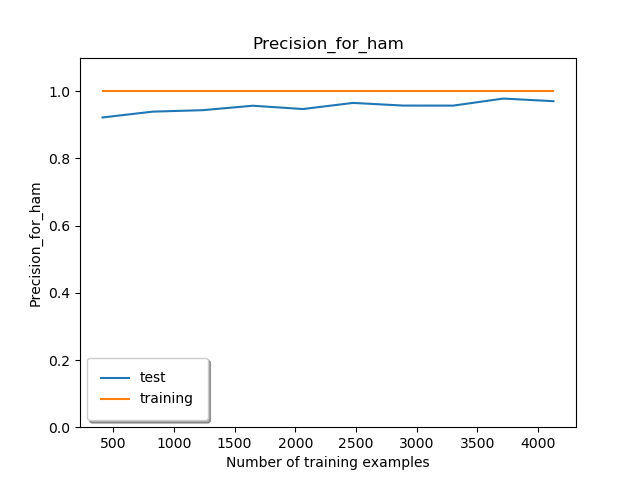 Precision_for_ham
Precision_for_ham
1.0
0.8
0.6
0.4
0.2
0.0
test
training
500 1000 1500 2000 2500 3000 3500 4000
Number of training examples